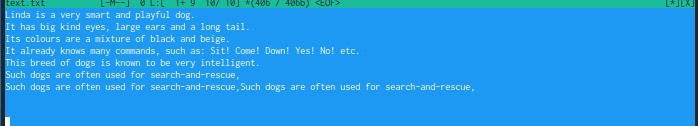 text.txt [-M--] 0 L:[ 1+ 9 10/ 10] *(406 / 406b) <EOF> [*][X]
Linda is a very smart and playful dog.
It has big kind eyes, large ears and a long tail.
Its colours are a mixture of black and beige.
It already knows many commands, such as: Sit! Come! Down! Yes! No! etc.
This breed of dogs is known to be very intelligent.
Such dogs are often used for search-and-rescue,
Such dogs are often used for search-and-rescue,Such dogs are often used for search-and-rescue,